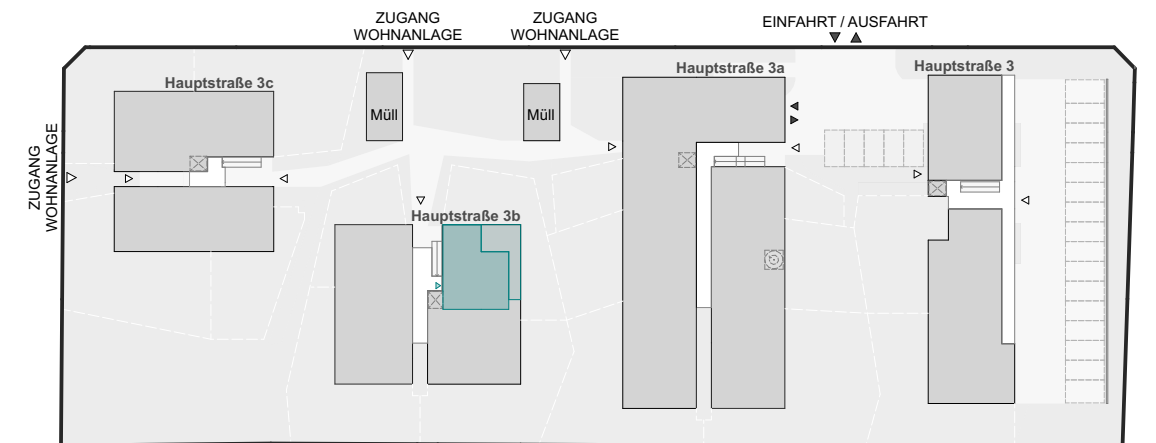 ZUGANG
WOHNANLAGE
ZUGANG
WOHNANLAGE
EINFAHRT / AUSFAHRT
Hauptstraße 3c
Müll
Müll
Hauptstraße 3a
Hauptstraße 3
ZUGANG
WOHNANLAGE
Hauptstraße 3b